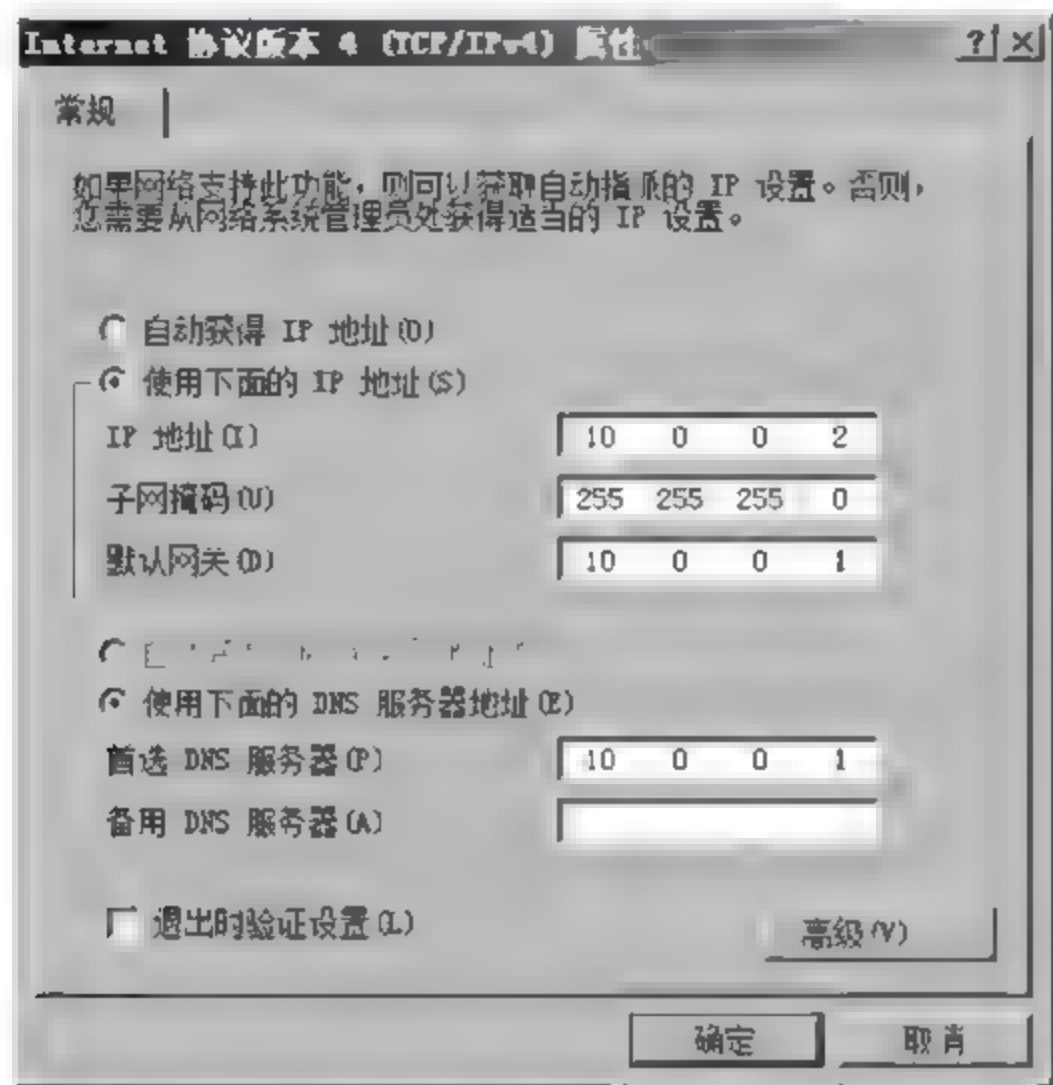 Internet 协议版本 4 (TCP/IPv4) 属性
常规
如果网络支持此功能，则可以获取自动指派的 IP 设置。否则，
您需要从网络系统管理员处获得适当的 IP 设置。
自动获得 IP 地址(O)
使用下面的 IP 地址(S)
IP 地址(I) 10 0 0 2
子网掩码(U) 255 255 255 0
默认网关(D) 10 0 0 1
使用下面的 DNS 服务器地址(E)
首选 DNS 服务器(P) 10 0 0 1
备用 DNS 服务器(A)
退出时验证设置(L)
高级(V)
确定 取消